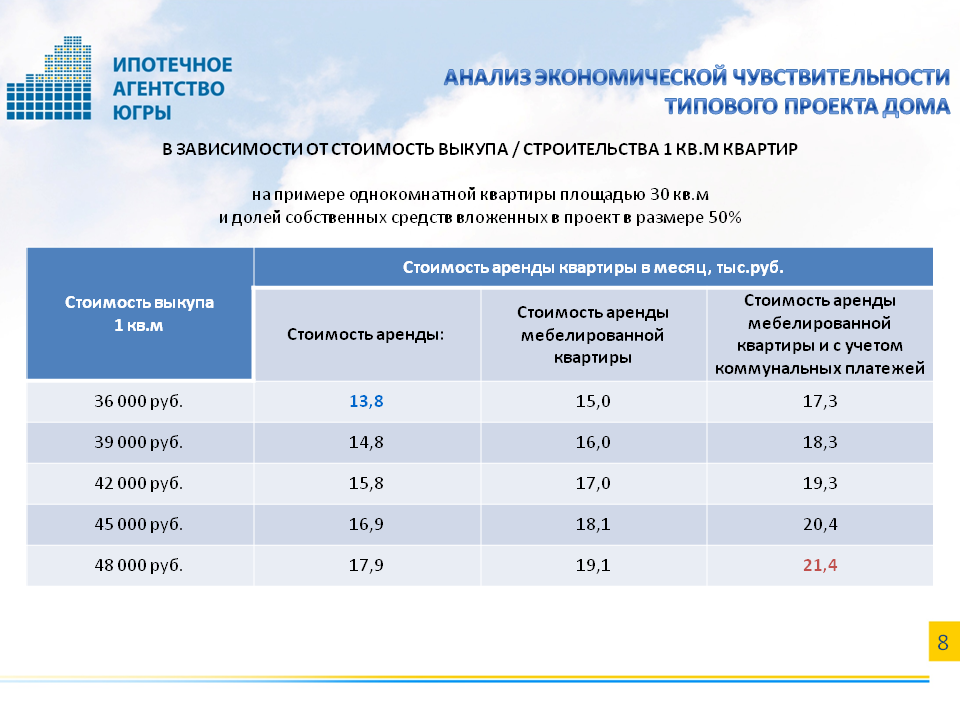 ИПОТЕЧНОЕ
АГЕНТСТВО
ЮГРЫ
АНАЛИЗ ЭКОНОМИЧЕСКОЙ ЧУВСТВИТЕЛЬНОСТИ
ТИПОВОГО ПРОЕКТА ДОМА
В ЗАВИСИМОСТИ ОТ СТОИМОСТЬ ВЫКУПА / СТРОИТЕЛЬСТВА 1 КВ.М КВАРТИР
на примере однокомнатной квартиры площадью 30 кв.м
и долей собственных средств вложенных в проект в размере 50%
Стоимость выкупа
1 кв.м
Стоимость аренды квартиры в месяц, тыс.руб.
Стоимость аренды:
Стоимость аренды
мебелированной
квартиры
Стоимость аренды
мебелированной
квартиры и с учетом
коммунальных платежей
36 000 руб. 13,8 15,0 17,3
39 000 руб. 14,8 16,0 18,3
42 000 руб. 15,8 17,0 19,3
45 000 руб. 16,9 18,1 20,4
48 000 руб. 17,9 19,1 21,4
8